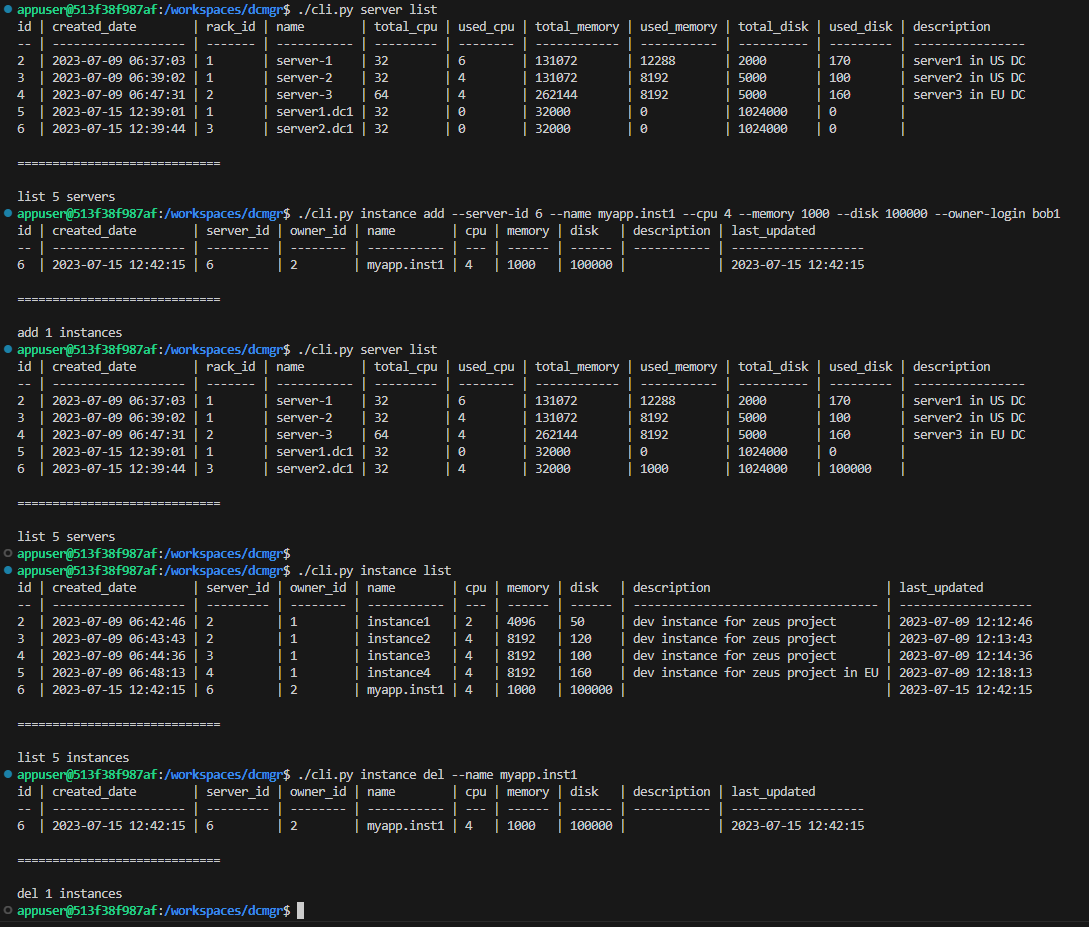 appuser@513f38f987af:/workspaces/dcmgr$ ./cli.py server list
id | created_date        | rack_id | name        | total_cpu | used_cpu | total_memory | used_memory | total_disk | used_disk | description
-- | ------------------- | ------- | ----------- | --------- | -------- | ------------ | ----------- | ---------- | --------- | ----------------
2  | 2023-07-09 06:37:03 | 1       | server-1    | 32        | 6        | 131072       | 12288       | 2000       | 170       | server1 in US DC
3  | 2023-07-09 06:39:02 | 1       | server-2    | 32        | 4        | 131072       | 8192        | 5000       | 100       | server2 in US DC
4  | 2023-07-09 06:47:31 | 2       | server-3    | 64        | 4        | 262144       | 8192        | 5000       | 160       | server3 in EU DC
5  | 2023-07-15 12:39:01 | 1       | server1.dc1 | 32        | 0        | 32000        | 0           | 1024000    | 0         |
6  | 2023-07-15 12:39:44 | 3       | server2.dc1 | 32        | 0        | 32000        | 0           | 1024000    | 0         |
=============================
list 5 servers
appuser@513f38f987af:/workspaces/dcmgr$ ./cli.py instance add --server-id 6 --name myapp.inst1 --cpu 4 --memory 1000 --disk 100000 --owner-login bob1
id | created_date        | server_id | owner_id | name        | cpu | memory | disk   | description | last_updated
-- | ------------------- | --------- | -------- | ----------- | --- | ------ | ------ | ----------- | -------------------
6  | 2023-07-15 12:42:15 | 6         | 2        | myapp.inst1 | 4   | 1000   | 100000 |             | 2023-07-15 12:42:15
=============================
add 1 instances
appuser@513f38f987af:/workspaces/dcmgr$ ./cli.py server list
id | created_date        | rack_id | name        | total_cpu | used_cpu | total_memory | used_memory | total_disk | used_disk | description
-- | ------------------- | ------- | ----------- | --------- | -------- | ------------ | ----------- | ---------- | --------- | ----------------
2  | 2023-07-09 06:37:03 | 1       | server-1    | 32        | 6        | 131072       | 12288       | 2000       | 170       | server1 in US DC
3  | 2023-07-09 06:39:02 | 1       | server-2    | 32        | 4        | 131072       | 8192        | 5000       | 100       | server2 in US DC
4  | 2023-07-09 06:47:31 | 2       | server-3    | 64        | 4        | 262144       | 8192        | 5000       | 160       | server3 in EU DC
5  | 2023-07-15 12:39:01 | 1       | server1.dc1 | 32        | 0        | 32000        | 0           | 1024000    | 0         |
6  | 2023-07-15 12:39:44 | 3       | server2.dc1 | 32        | 4        | 32000        | 1000        | 1024000    | 100000    |
=============================
list 5 servers
appuser@513f38f987af:/workspaces/dcmgr$
appuser@513f38f987af:/workspaces/dcmgr$ ./cli.py instance list
id | created_date        | server_id | owner_id | name        | cpu | memory | disk   | description                         | last_updated
-- | ------------------- | --------- | -------- | ----------- | --- | ------ | ------ | ----------------------------------- | -------------------
2  | 2023-07-09 06:42:46 | 2         | 1        | instance1   | 2   | 4096   | 50     | dev instance for zeus project       | 2023-07-09 12:12:46
3  | 2023-07-09 06:43:43 | 2         | 1        | instance2   | 4   | 8192   | 120    | dev instance for zeus project       | 2023-07-09 12:13:43
4  | 2023-07-09 06:44:36 | 3         | 1        | instance3   | 4   | 8192   | 100    | dev instance for zeus project       | 2023-07-09 12:14:36
5  | 2023-07-09 06:48:13 | 4         | 1        | instance4   | 4   | 8192   | 160    | dev instance for zeus project in EU | 2023-07-09 12:18:13
6  | 2023-07-15 12:42:15 | 6         | 2        | myapp.inst1 | 4   | 1000   | 100000 |                                     | 2023-07-15 12:42:15
=============================
list 5 instances
appuser@513f38f987af:/workspaces/dcmgr$ ./cli.py instance del --name myapp.inst1
id | created_date        | server_id | owner_id | name        | cpu | memory | disk   | description | last_updated
-- | ------------------- | --------- | -------- | ----------- | --- | ------ | ------ | ----------- | -------------------
6  | 2023-07-15 12:42:15 | 6         | 2        | myapp.inst1 | 4   | 1000   | 100000 |             | 2023-07-15 12:42:15
=============================
del 1 instances
appuser@513f38f987af:/workspaces/dcmgr$